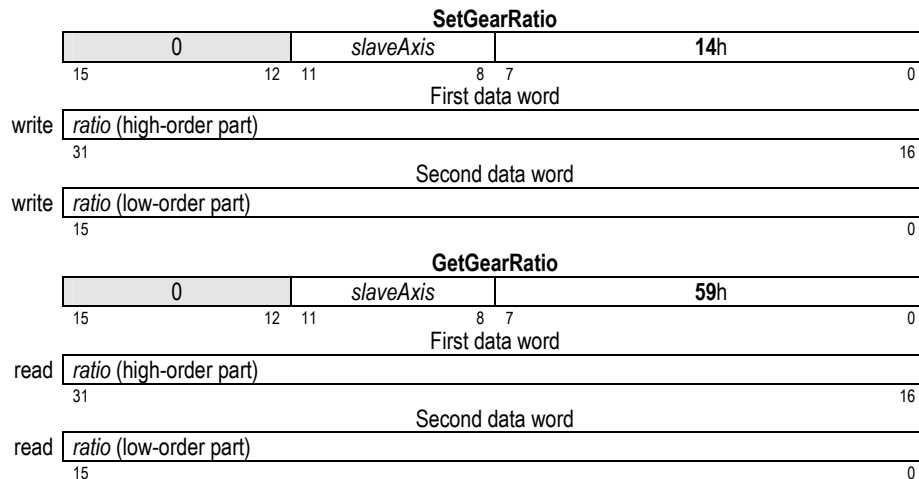 SetGearRatio
0 slaveAxis 14h
15 12 11 8 7 0
First data word
write ratio (high-order part)
31 16
Second data word
write ratio (low-order part)
15 0
GetGearRatio
0 slaveAxis 59h
15 12 11 8 7 0
First data word
read ratio (high-order part)
31 16
Second data word
read ratio (low-order part)
15 0